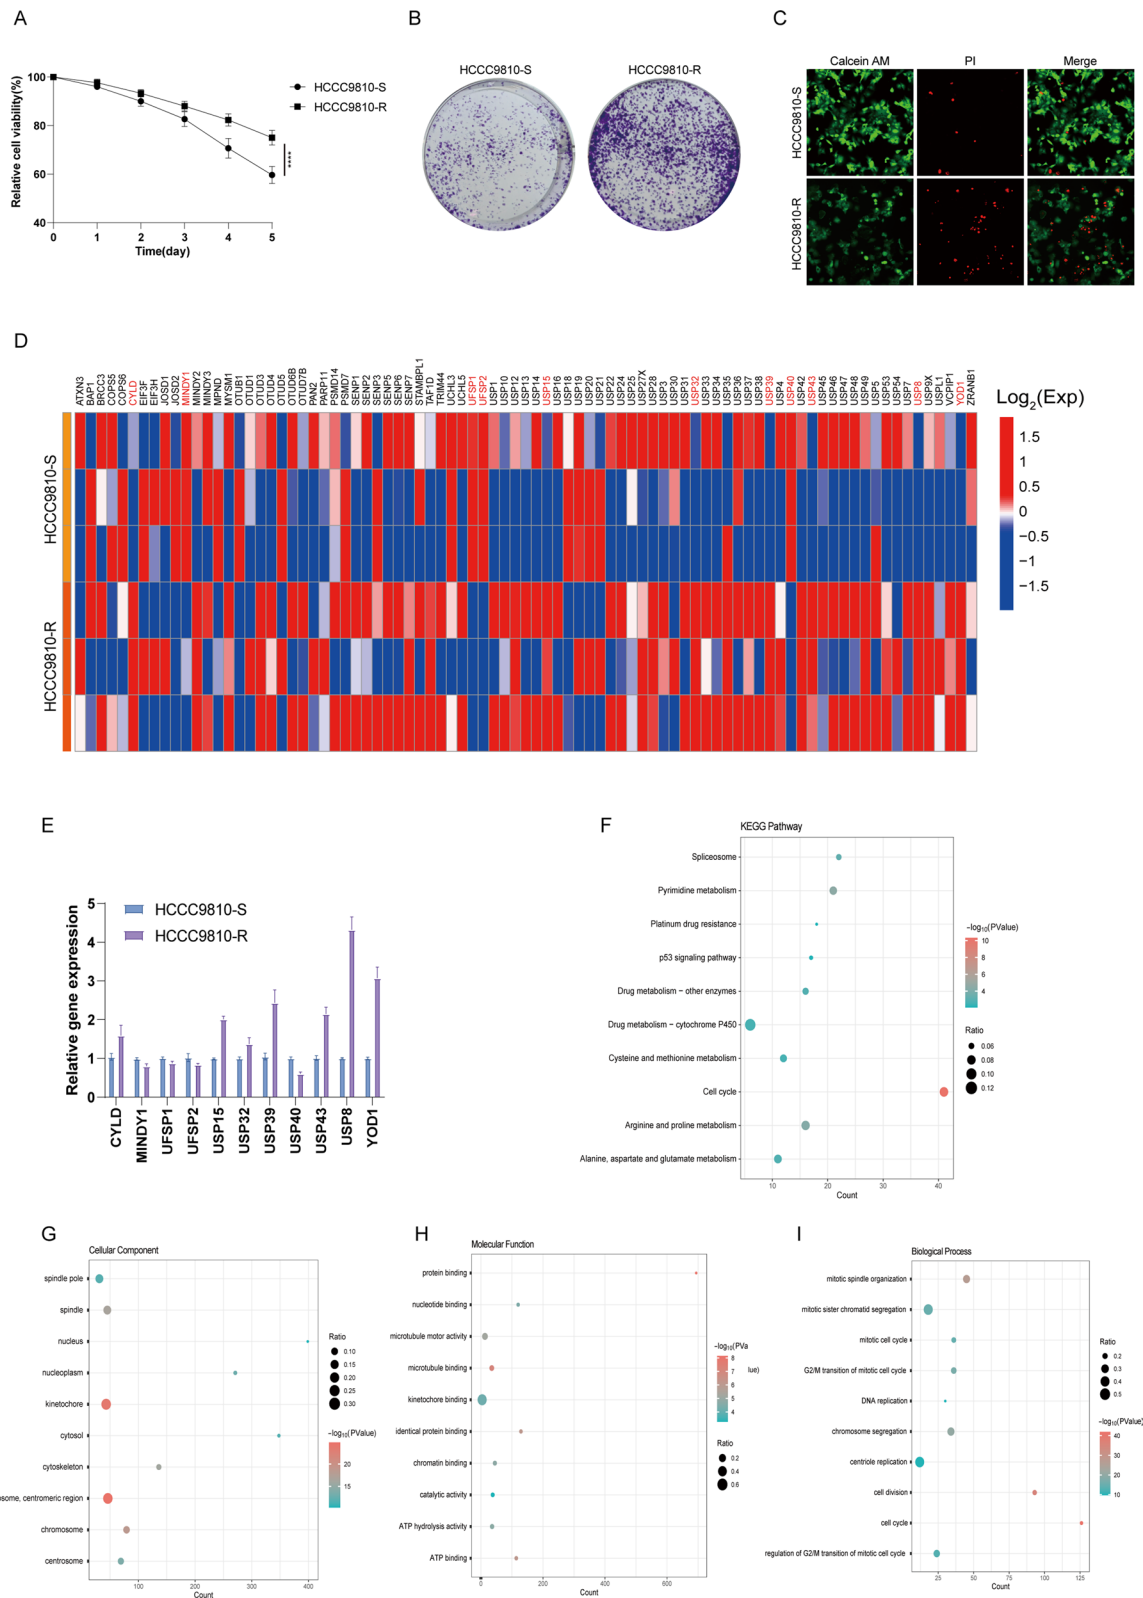 A
B
C
Relative cell viability(%)
100
80
60
40
0
1
2
3
4
5
Time(day)
HCCC9810-S
HCCC9810-R
****
HCCC9810-S
HCCC9810-R
Calcein AM
PI
Merge
HCCC9810-S
HCCC9810-R
D
ATXN3
BAP1
BRCC3
COPS5
COPS6
CYLD
EIF3F
EIF3H
JOSD1
JOSD2
MINDY1
MINDY2
MINDY3
MPND
MYSM1
OTUB1
OTUD1
OTUD3
OTUD4
OTUD5
OTUD6B
OTUD7B
PAN2
PARP11
PSMD14
PSMD7
SENP1
SENP2
SENP3
SENP5
SENP6
SENP7
STAMBPL1
TAF1D
TRIM44
UCHL3
UCHL5
UFSP1
UFSP2
USP1
USP10
USP12
USP13
USP14
USP15
USP16
USP18
USP19
USP20
USP21
USP22
USP24
USP25
USP27X
USP28
USP3
USP30
USP31
USP32
USP33
USP34
USP35
USP36
USP37
USP38
USP39
USP4
USP40
USP42
USP43
USP45
USP46
USP47
USP48
USP49
USP5
USP53
USP54
USP7
USP8
USP9X
USPL1
VCPIP1
YOD1
ZRANB1
HCCC9810-S
HCCC9810-R
Log2(Exp)
1.5
1
0.5
0
−0.5
−1
−1.5
E
Relative gene expression
5
4
3
2
1
0
HCCC9810-S
HCCC9810-R
CYLD
MINDY1
UFSP1
UFSP2
USP15
USP32
USP39
USP40
USP43
USP8
YOD1
F
KEGG Pathway
Spliceosome
Pyrimidine metabolism
Platinum drug resistance
p53 signaling pathway
Drug metabolism − other enzymes
Drug metabolism − cytochrome P450
Cysteine and methionine metabolism
Cell cycle
Arginine and proline metabolism
Alanine, aspartate and glutamate metabolism
10
20
30
40
Count
−log10(PValue)
10
8
6
4
Ratio
0.06
0.08
0.10
0.12
G
Cellular Component
spindle pole
spindle
nucleus
nucleoplasm
kinetochore
cytosol
cytoskeleton
osome, centromeric region
chromosome
centrosome
100
200
300
400
Count
Ratio
0.10
0.15
0.20
0.25
0.30
−log10(PValue)
20
15
H
Molecular Function
protein binding
nucleotide binding
microtubule motor activity
microtubule binding
kinetochore binding
identical protein binding
chromatin binding
catalytic activity
ATP hydrolysis activity
ATP binding
0
200
400
600
Count
−log10(PVa
lue)
8
7
6
5
4
Ratio
0.2
0.4
0.6
I
Biological Process
mitotic spindle organization
mitotic sister chromatid segregation
mitotic cell cycle
G2/M transition of mitotic cell cycle
DNA replication
chromosome segregation
centriole replication
cell division
cell cycle
regulation of G2/M transition of mitotic cell cycle
25
50
75
100
125
Count
Ratio
0.2
0.3
0.4
0.5
−log10(PValue)
40
30
20
10